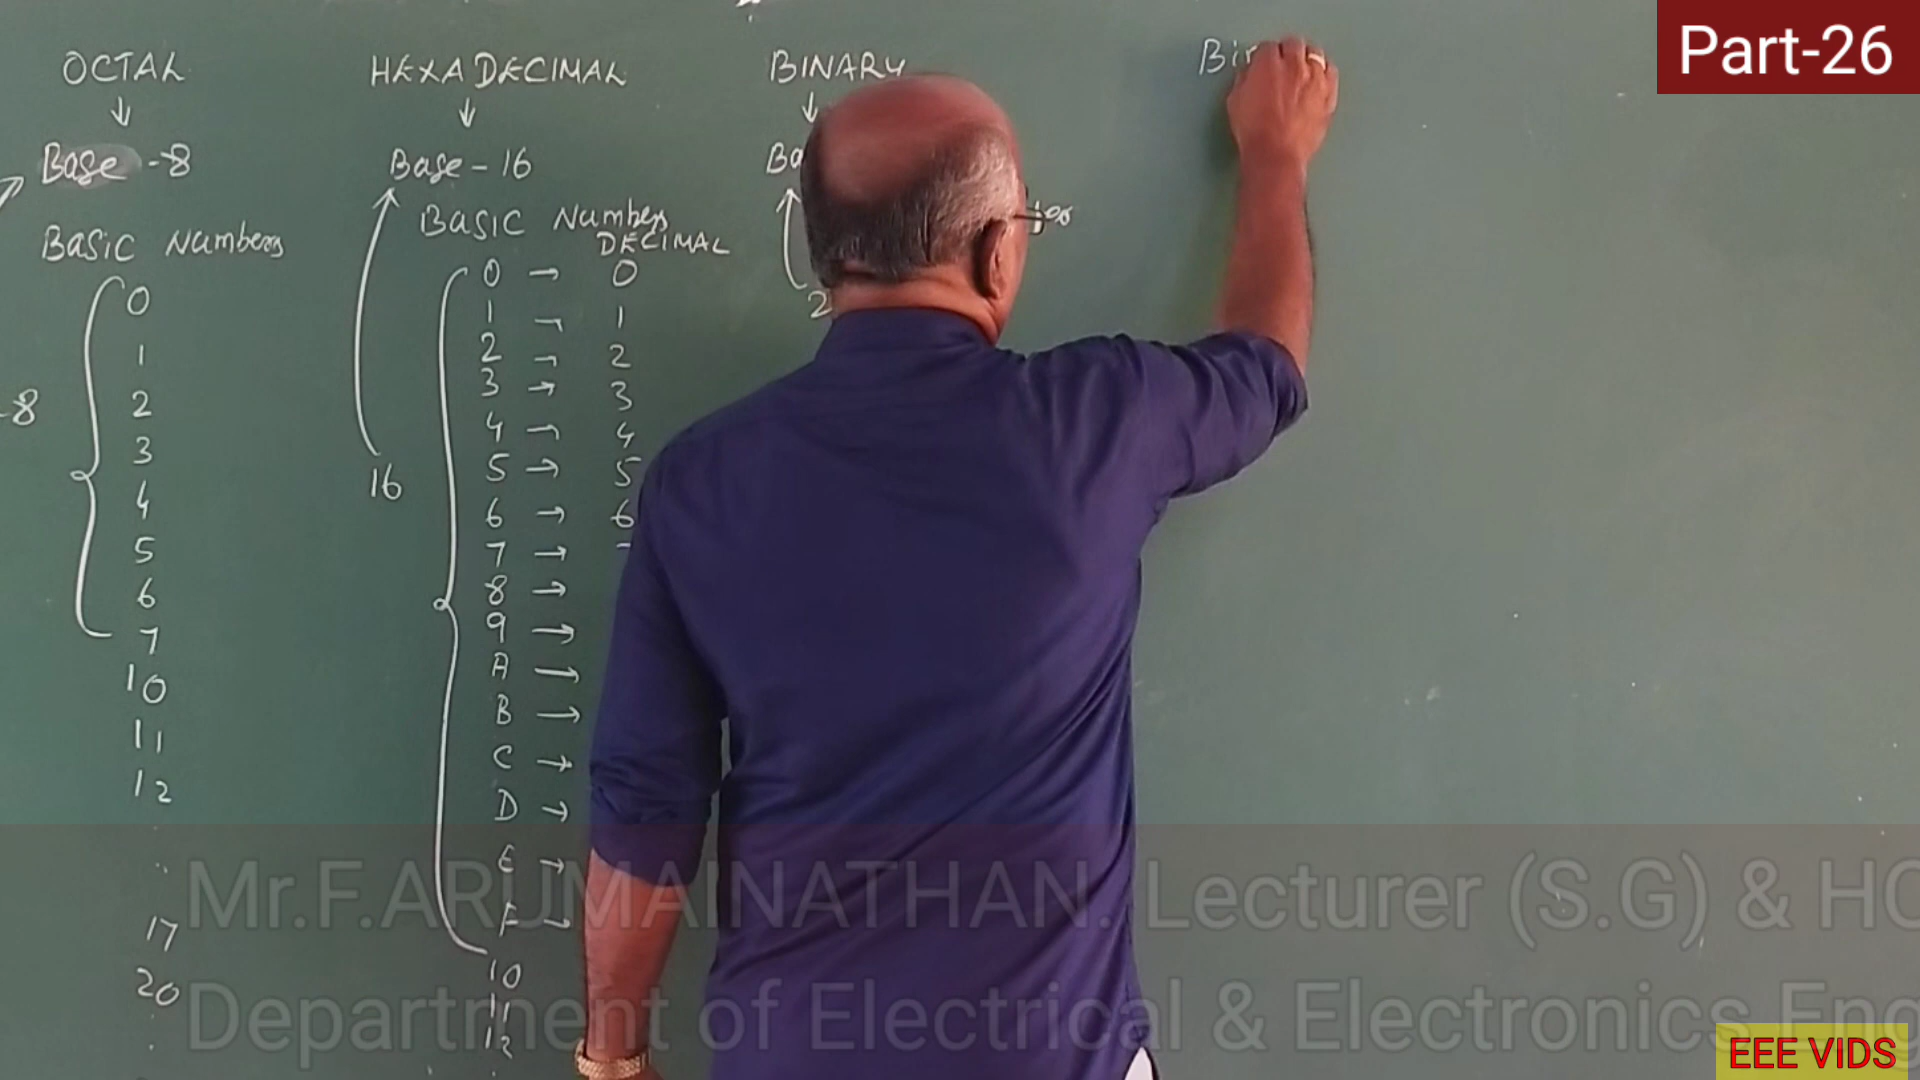 Part-26
OCTAL
↓
Base -8
BASIC Numbers
0
1
2
3
4
5
6
7
10
11
12
.
17
20
.
.
-8
HEXADECIMAL
↓
Base - 16
BASIC Numbers
DECIMAL
0 → 0
1 → 1
2 → 2
3 → 3
4 → 4
5 → 5
6 → 6
7 →
8 →
9 →
A →
B →
C →
D →
E →
F →
10
11
12
16
BINARY
↓
2
Mr.F.ARUMAINATHAN. Lecturer (S.G) & HO
Department of Electrical & Electronics Eng
EEE VIDS